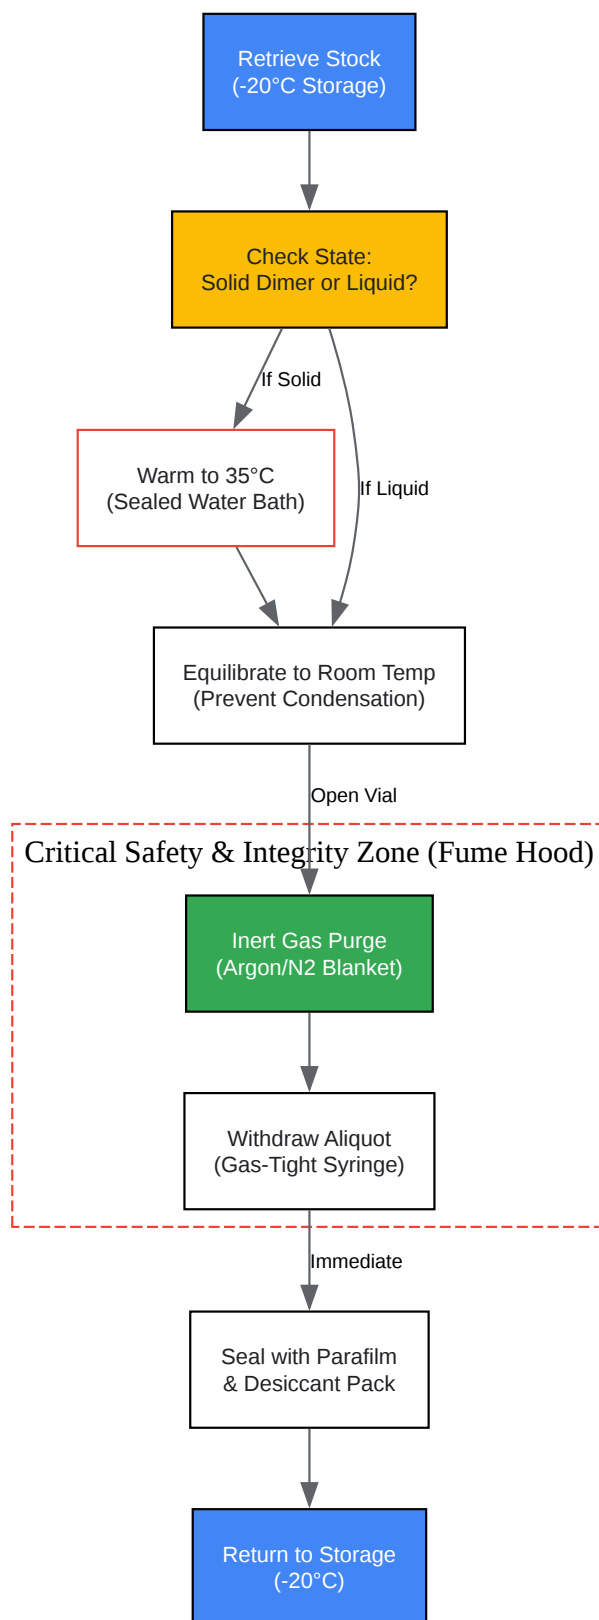 Retrieve Stock
(-20°C Storage)
Check State:
Solid Dimer or Liquid?
If Solid
Warm to 35°C
(Sealed Water Bath)
If Liquid
Equilibrate to Room Temp
(Prevent Condensation)
Open Vial
Critical Safety & Integrity Zone (Fume Hood)
Inert Gas Purge
(Argon/N2 Blanket)
Withdraw Aliquot
(Gas-Tight Syringe)
Immediate
Seal with Parafilm
& Desiccant Pack
Return to Storage
(-20°C)